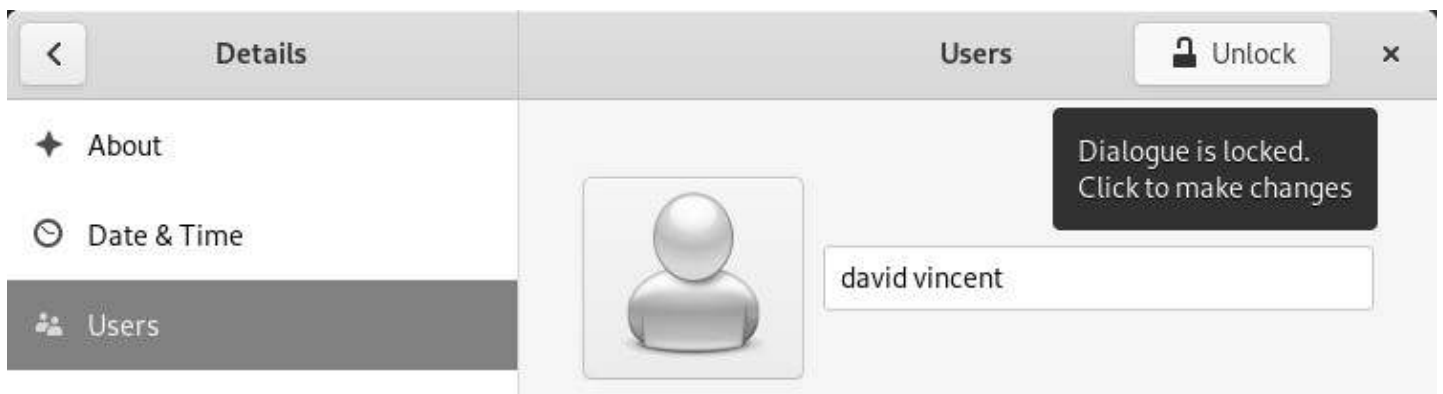 Details
Users
Unlock
About
Date & Time
Users
Dialogue is locked.
Click to make changes
david vincent